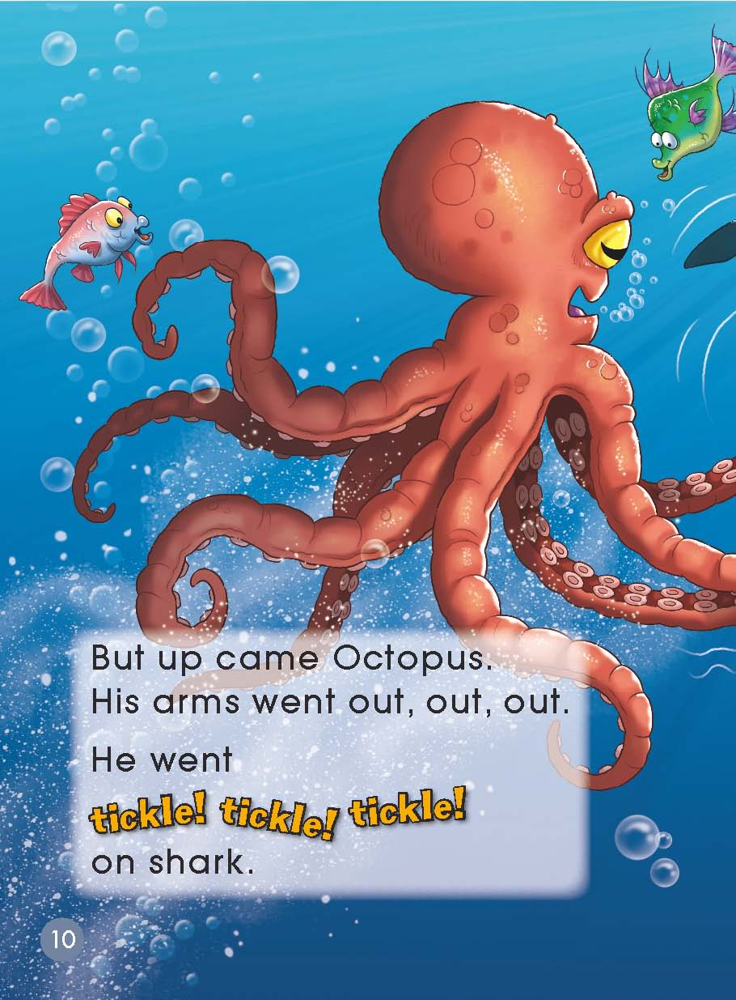 But up came Octopus.
His arms went out, out, out.
He went
tickle! tickle! tickle!
on shark.
10